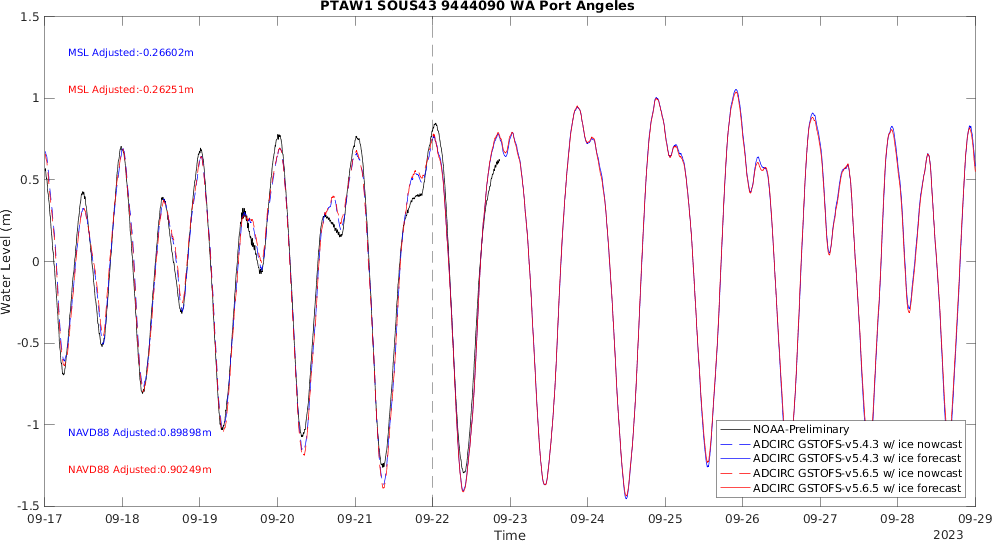 PTAW1 SOUS43 9444090 WA Port Angeles
1.5
MSL Adjusted:-0.26602m
MSL Adjusted:-0.26251m
1
0.5
Water Level (m)
0
-0.5
-1
NAVD88 Adjusted:0.89898m
NAVD88 Adjusted:0.90249m
-1.5
NOAA-Preliminary
ADCIRC GSTOFS-v5.4.3 w/ ice nowcast
ADCIRC GSTOFS-v5.4.3 w/ ice forecast
ADCIRC GSTOFS-v5.6.5 w/ ice nowcast
ADCIRC GSTOFS-v5.6.5 w/ ice forecast
09-17 09-18 09-19 09-20 09-21 09-22 09-23 09-24 09-25 09-26 09-27 09-28 09-29
Time
2023